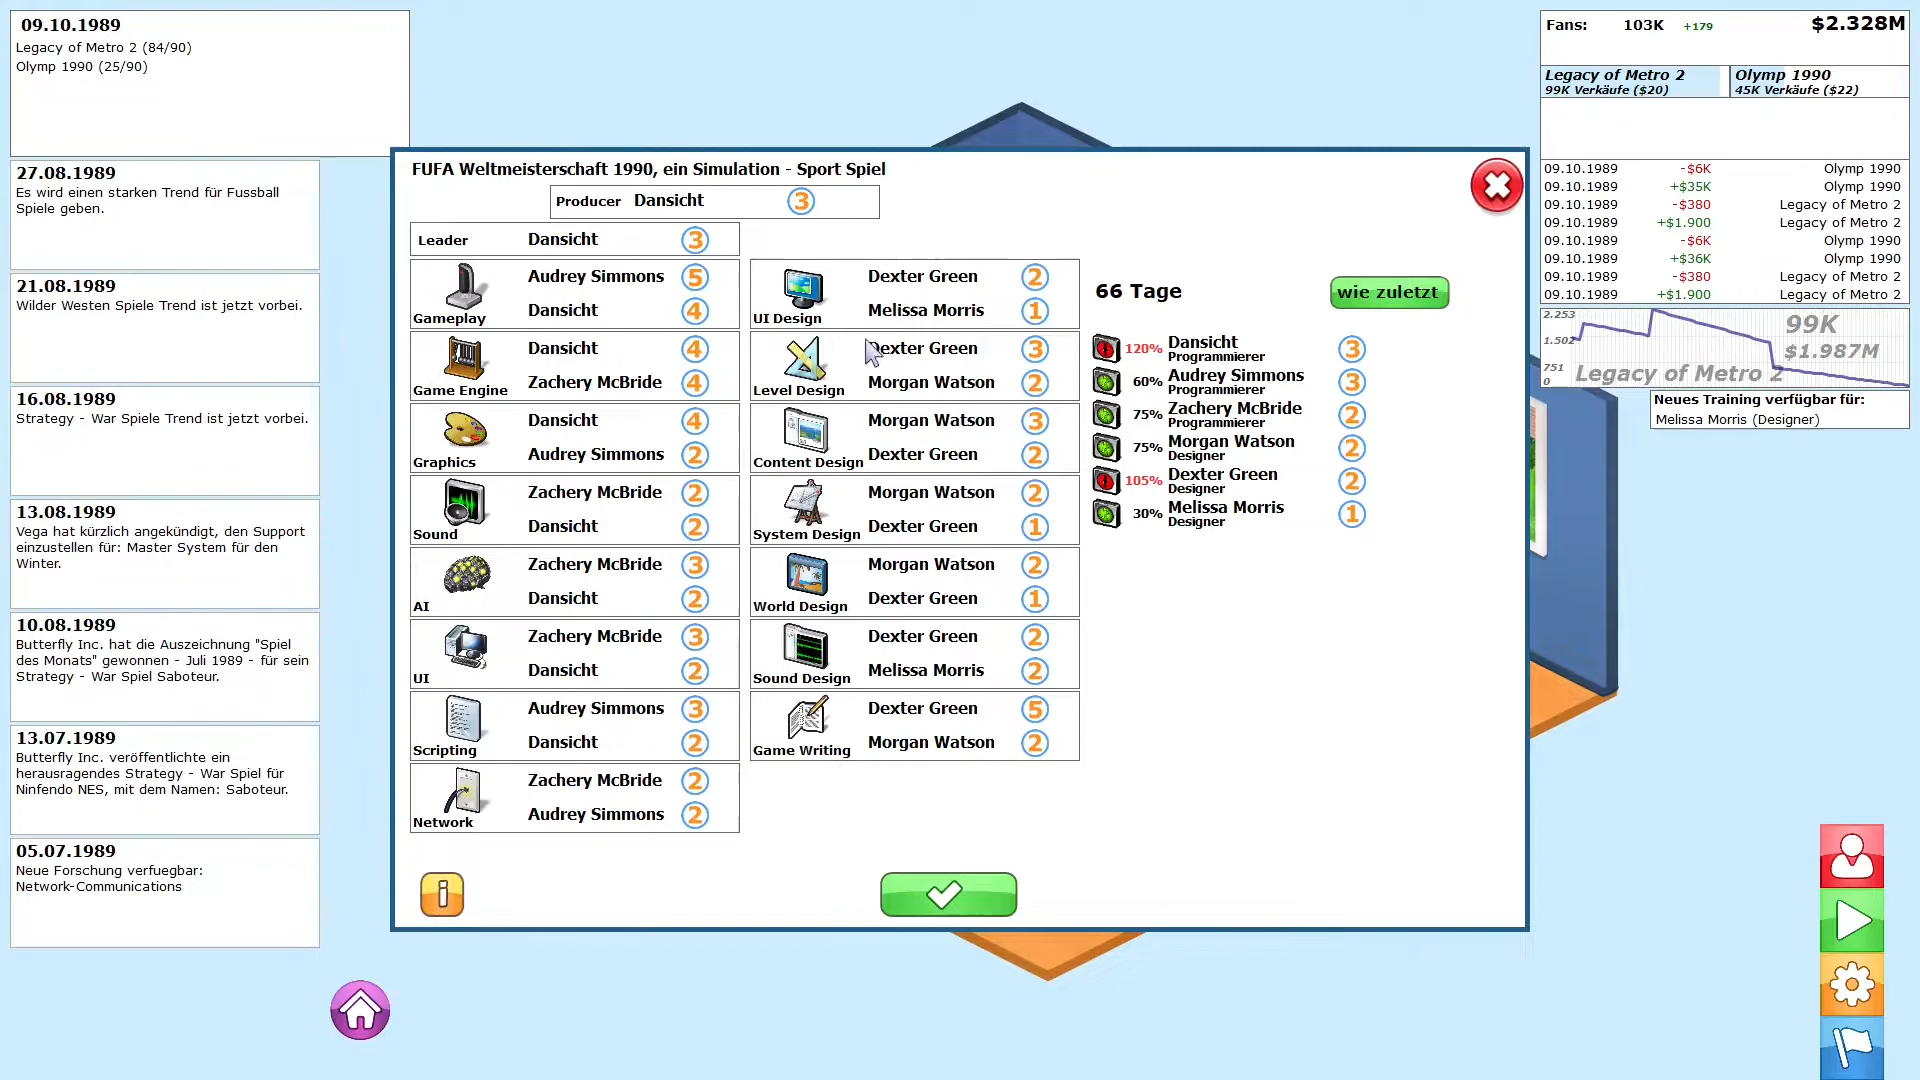 09.10.1989
Legacy of Metro 2 (84/90)
Olymp 1990 (25/90)
27.08.1989
Es wird einen starken Trend für Fussball
Spiele geben.
21.08.1989
Wilder Westen Spiele Trend ist jetzt vorbei.
16.08.1989
Strategy - War Spiele Trend ist jetzt vorbei.
13.08.1989
Vega hat kürzlich angekündigt, den Support
einzustellen für: Master System für den
Winter.
10.08.1989
Butterfly Inc. hat die Auszeichnung "Spiel
des Monats" gewonnen - Juli 1989 - für sein
Strategy - War Spiel Saboteur.
13.07.1989
Butterfly Inc. veröffentlichte ein
herausragendes Strategy - War Spiel für
Ninfendo NES, mit dem Namen: Saboteur.
05.07.1989
Neue Forschung verfuegbar:
Network-Communications
FUFA Weltmeisterschaft 1990, ein Simulation - Sport Spiel
Producer Dansicht 3
Leader Dansicht 3
Audrey Simmons 5
Dansicht 4
Gameplay
Dansicht 4
Zachery McBride 4
Game Engine
Dansicht 4
Audrey Simmons 2
Graphics
Zachery McBride 2
Dansicht 2
Sound
Zachery McBride 3
Dansicht 2
AI
Zachery McBride 3
Dansicht 2
UI
Audrey Simmons 3
Dansicht 2
Scripting
Zachery McBride 2
Audrey Simmons 2
Network
Dexter Green 2
Melissa Morris 1
UI Design
Dexter Green 3
Morgan Watson 2
Level Design
Morgan Watson 3
Dexter Green 2
Content Design
Morgan Watson 2
Dexter Green 1
System Design
Morgan Watson 2
Dexter Green 1
World Design
Dexter Green 2
Melissa Morris 2
Sound Design
Dexter Green 5
Morgan Watson 2
Game Writing
66 Tage
wie zuletzt
120% Dansicht 3
Programmierer
60% Audrey Simmons 3
Programmierer
75% Zachery McBride 2
Programmierer
75% Morgan Watson 2
Designer
105% Dexter Green 2
Designer
30% Melissa Morris 1
Designer
i
Fans: 103K +179 $2.328M
Legacy of Metro 2
99K Verkäufe ($20)
Olymp 1990
45K Verkäufe ($22)
09.10.1989 -$6K Olymp 1990
09.10.1989 +$35K Olymp 1990
09.10.1989 -$380 Legacy of Metro 2
09.10.1989 +$1.900 Legacy of Metro 2
09.10.1989 -$6K Olymp 1990
09.10.1989 +$36K Olymp 1990
09.10.1989 -$380 Legacy of Metro 2
09.10.1989 +$1.900 Legacy of Metro 2
2.253
1.502
751
0
99K
$1.987M
Legacy of Metro 2
Neues Training verfügbar für:
Melissa Morris (Designer)